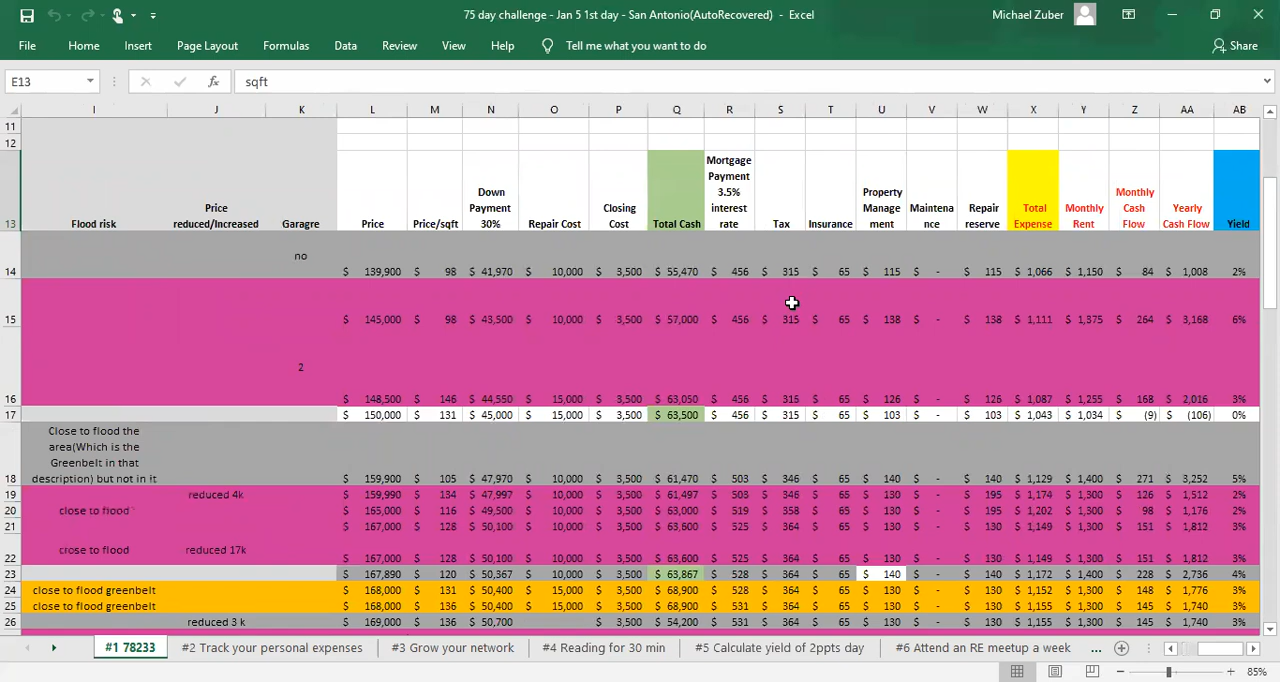 75 day challenge - Jan 5 1st day - San Antonio(AutoRecovered) - Excel
Michael Zuber
File Home Insert Page Layout Formulas Data Review View Help Tell me what you want to do Share
E13 fx sqft
I J K L M N O P Q R S T U V W X Y Z AA AB
11
12
13 Flood risk Price reduced/Increased Garagre Price Price/sqft Down Payment 30% Repair Cost Closing Cost Total Cash Mortgage Payment 3.5% interest rate Tax Insurance Property Manage ment Maintena nce Repair reserve Total Expense Monthly Rent Monthly Cash Flow Yearly Cash Flow Yield
14 no $ 139,900 $ 98 $ 41,970 $ 10,000 $ 3,500 $ 55,470 $ 456 $ 315 $ 65 $ 115 $ - $ 115 $ 1,066 $ 1,150 $ 84 $ 1,008 2%
15 $ 145,000 $ 98 $ 43,500 $ 10,000 $ 3,500 $ 57,000 $ 456 $ 315 $ 65 $ 138 $ - $ 138 $ 1,111 $ 1,375 $ 264 $ 3,168 6%
16 2 $ 148,500 $ 146 $ 44,550 $ 15,000 $ 3,500 $ 63,050 $ 456 $ 315 $ 65 $ 126 $ - $ 126 $ 1,087 $ 1,255 $ 168 $ 2,016 3%
17 $ 150,000 $ 131 $ 45,000 $ 15,000 $ 3,500 $ 63,500 $ 456 $ 315 $ 65 $ 103 $ - $ 103 $ 1,043 $ 1,034 $ (9) $ (106) 0%
Close to flood the
area(Which is the
Greenbelt in that
18 description) but not in it $ 159,900 $ 105 $ 47,970 $ 10,000 $ 3,500 $ 61,470 $ 503 $ 346 $ 65 $ 140 $ - $ 140 $ 1,129 $ 1,400 $ 271 $ 3,252 5%
19 reduced 4k $ 159,990 $ 134 $ 47,997 $ 10,000 $ 3,500 $ 61,497 $ 503 $ 346 $ 65 $ 130 $ - $ 195 $ 1,174 $ 1,300 $ 126 $ 1,512 2%
20 close to flood ` $ 165,000 $ 116 $ 49,500 $ 10,000 $ 3,500 $ 63,000 $ 519 $ 358 $ 65 $ 130 $ - $ 195 $ 1,202 $ 1,300 $ 98 $ 1,176 2%
21 $ 167,000 $ 128 $ 50,100 $ 10,000 $ 3,500 $ 63,600 $ 525 $ 364 $ 65 $ 130 $ - $ 130 $ 1,149 $ 1,300 $ 151 $ 1,812 3%
22 close to flood reduced 17k $ 167,000 $ 128 $ 50,100 $ 10,000 $ 3,500 $ 63,600 $ 525 $ 364 $ 65 $ 130 $ - $ 130 $ 1,149 $ 1,300 $ 151 $ 1,812 3%
23 $ 167,890 $ 120 $ 50,367 $ 10,000 $ 3,500 $ 63,867 $ 528 $ 364 $ 65 $ 140 $ - $ 140 $ 1,172 $ 1,400 $ 228 $ 2,736 4%
24 close to flood greenbelt $ 168,000 $ 131 $ 50,400 $ 15,000 $ 3,500 $ 68,900 $ 528 $ 364 $ 65 $ 130 $ - $ 130 $ 1,152 $ 1,300 $ 148 $ 1,776 3%
25 close to flood greenbelt $ 168,000 $ 136 $ 50,400 $ 15,000 $ 3,500 $ 68,900 $ 531 $ 364 $ 65 $ 130 $ - $ 130 $ 1,155 $ 1,300 $ 145 $ 1,740 3%
26 reduced 3 k $ 169,000 $ 136 $ 50,700 $ 3,500 $ 54,200 $ 531 $ 364 $ 65 $ 130 $ - $ 130 $ 1,155 $ 1,300 $ 145 $ 1,740 3%
#1 78233 #2 Track your personal expenses #3 Grow your network #4 Reading for 30 min #5 Calculate yield of 2ppts day #6 Attend an RE meetup a week ...
85%